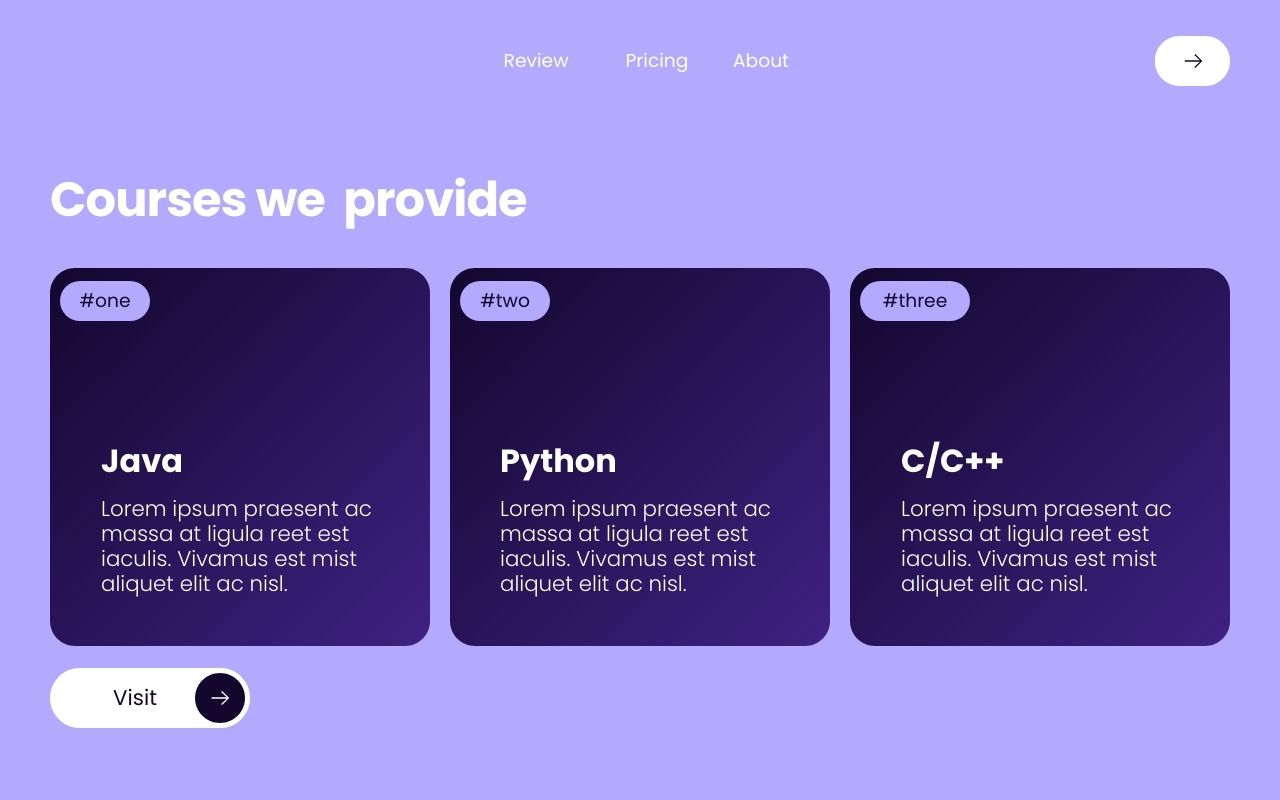 Review Pricing About
Courses we provide
#one
Java
Lorem ipsum praesent ac
massa at ligula reet est
iaculis. Vivamus est mist
aliquet elit ac nisl.
#two
Python
Lorem ipsum praesent ac
massa at ligula reet est
iaculis. Vivamus est mist
aliquet elit ac nisl.
#three
C/C++
Lorem ipsum praesent ac
massa at ligula reet est
iaculis. Vivamus est mist
aliquet elit ac nisl.
Visit